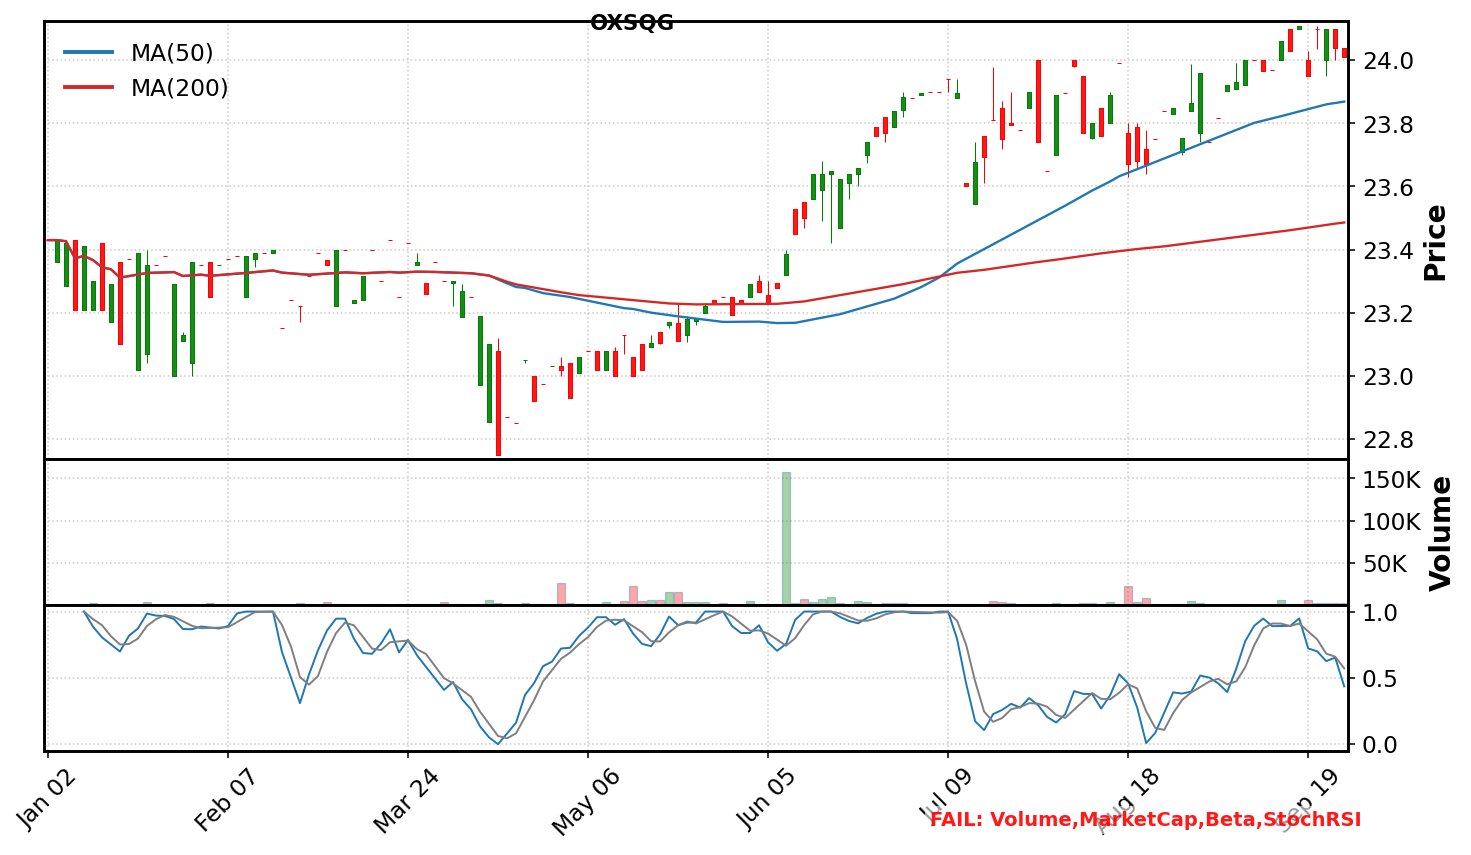 OXSQG
MA(50)
MA(200)
24.0
23.8
23.6
23.4
23.2
23.0
22.8
Price
150K
100K
50K
Volume
1.0
0.5
0.0
Jan 02
Feb 07
Mar 24
May 06
Jun 05
Jul 09
Aug 18
Sep 19
FAIL: Volume,MarketCap,Beta,StochRSI